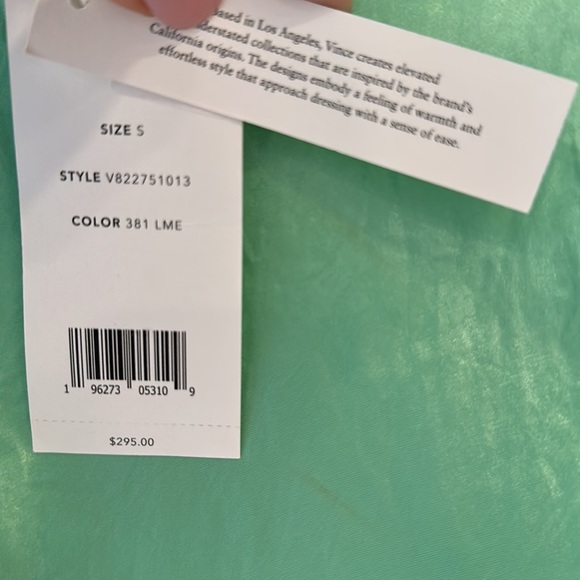 ased in Los Angeles, Vince creates elevated
derstated collections that are inspired by the brand's
California origins. The designs embody a feeling of warmth and
effortless style that approach dressing with a sense of ease.
SIZE S
STYLE V822751013
COLOR 381 LME
1 96273 05310 9
$295.00